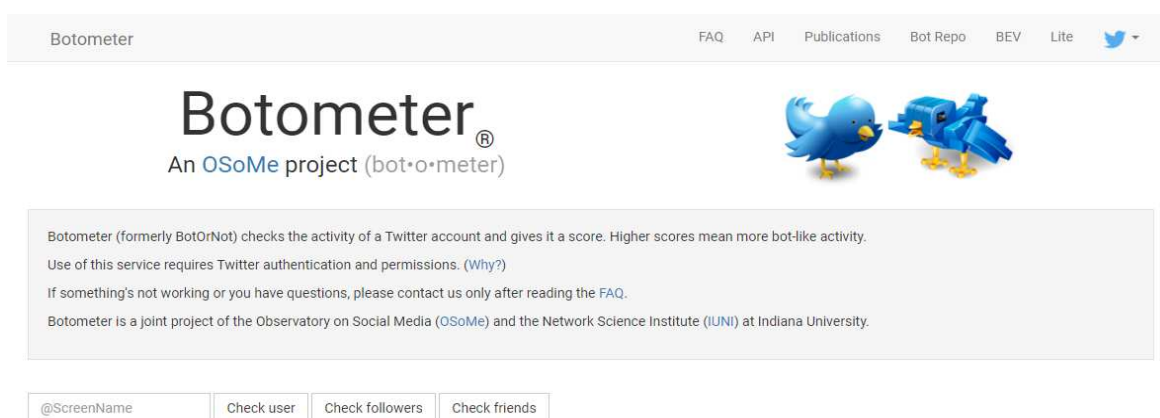 Botometer FAQ API Publications Bot Repo BEV Lite
Botometer®
An OSoMe project (bot•o•meter)
Botometer (formerly BotOrNot) checks the activity of a Twitter account and gives it a score. Higher scores mean more bot-like activity.
Use of this service requires Twitter authentication and permissions. (Why?)
If something's not working or you have questions, please contact us only after reading the FAQ.
Botometer is a joint project of the Observatory on Social Media (OSoMe) and the Network Science Institute (IUNI) at Indiana University.
@ScreenName Check user Check followers Check friends